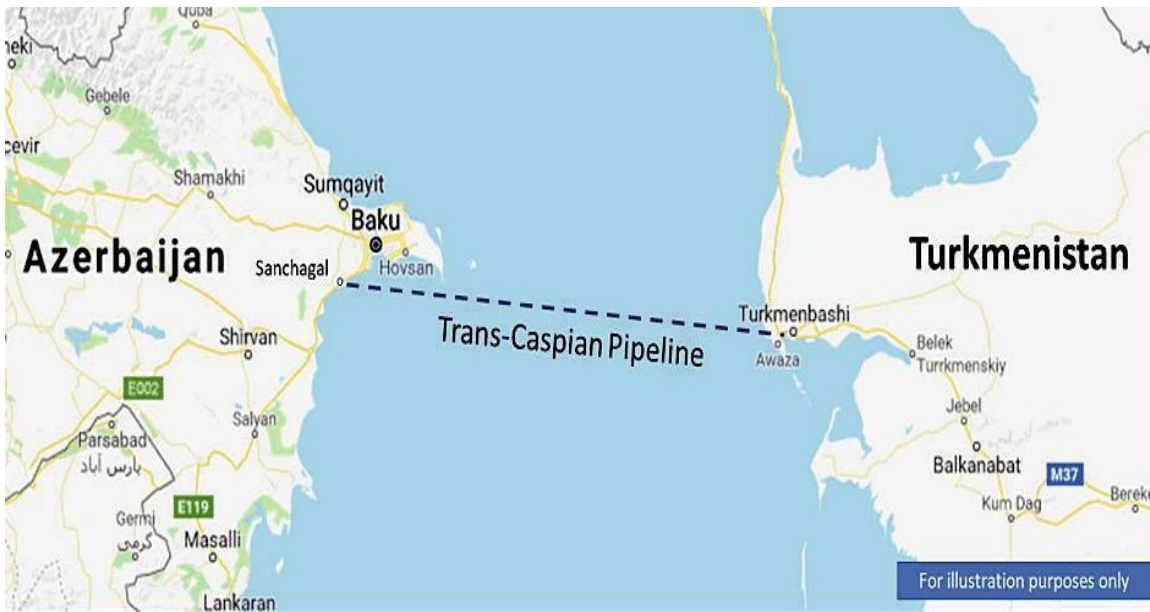 Quba
Gebele
Shamakhi
Sumqayit
Baku
Hovsan
Azerbaijan
Sanchagal
Turkmenistan
Turkmenbashi
Awaza
Trans-Caspian Pipeline
Belek
Turrkmenskiy
Shirvan
E002
Salyan
Jebel
Parsabad
پارس آباد
Balkanabat
M37
Kum Dag
Bereke
E119
Germi
گرمی
Masalli
Lankaran
For illustration purposes only